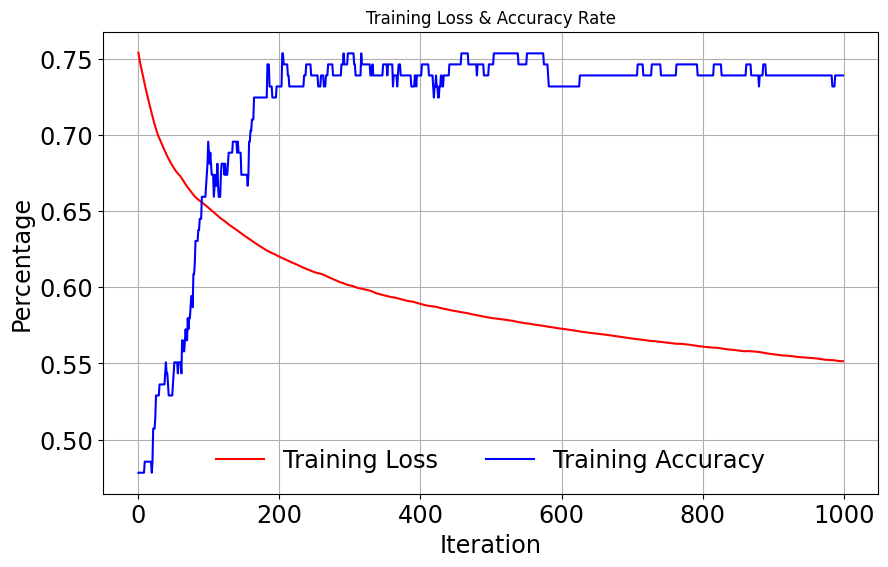 Training Loss & Accuracy Rate
0.75
0.70
0.65
0.60
0.55
0.50
Percentage
Training Loss
Training Accuracy
0 200 400 600 800 1000
Iteration